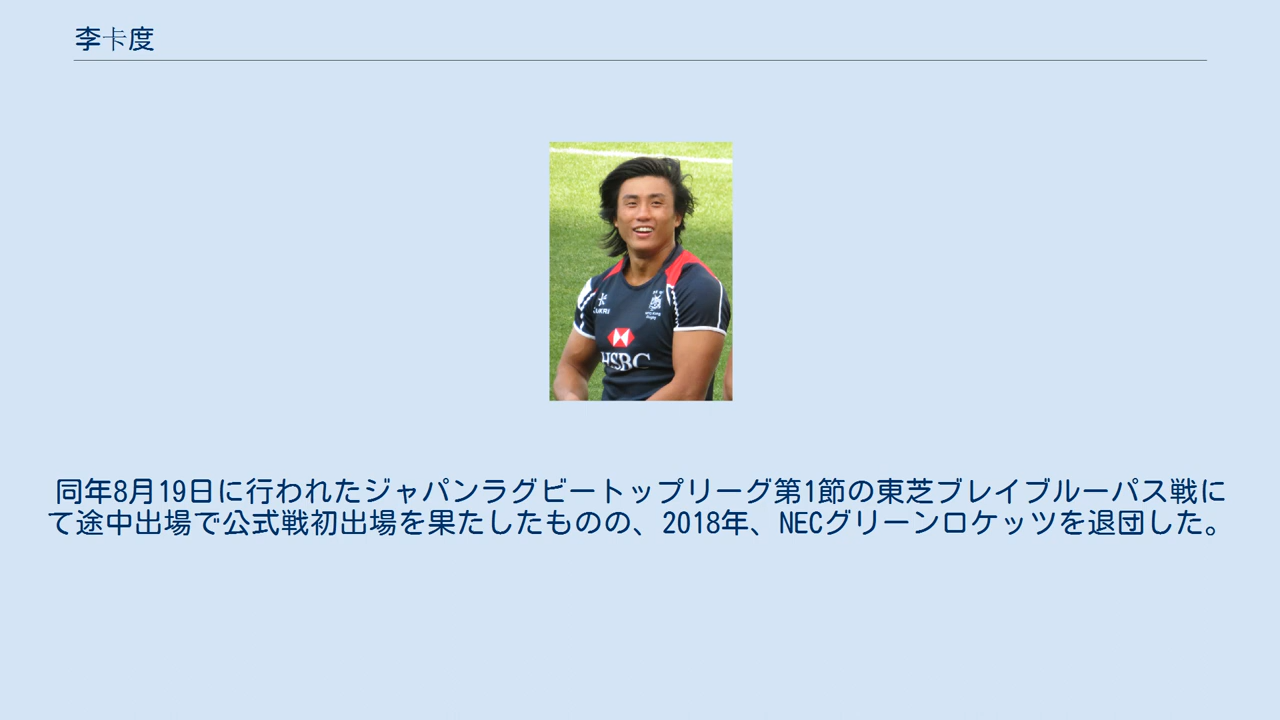 李卡度
HSBC
同年8月19日に行われたジャパンラグビートップリーグ第1節の東芝ブレイブルーパス戦に
て途中出場で公式戦初出場を果たしたものの、2018年、NECグリーンロケッツを退団した。